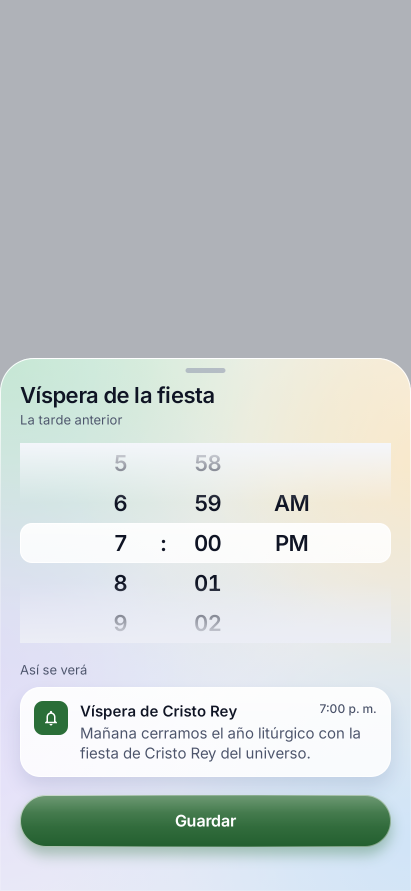 Víspera de la fiesta
La tarde anterior
5 58
6 59 AM
7 : 00 PM
8 01
9 02
Así se verá
Víspera de Cristo Rey 7:00 p. m.
Mañana cerramos el año litúrgico con la
fiesta de Cristo Rey del universo.
Guardar